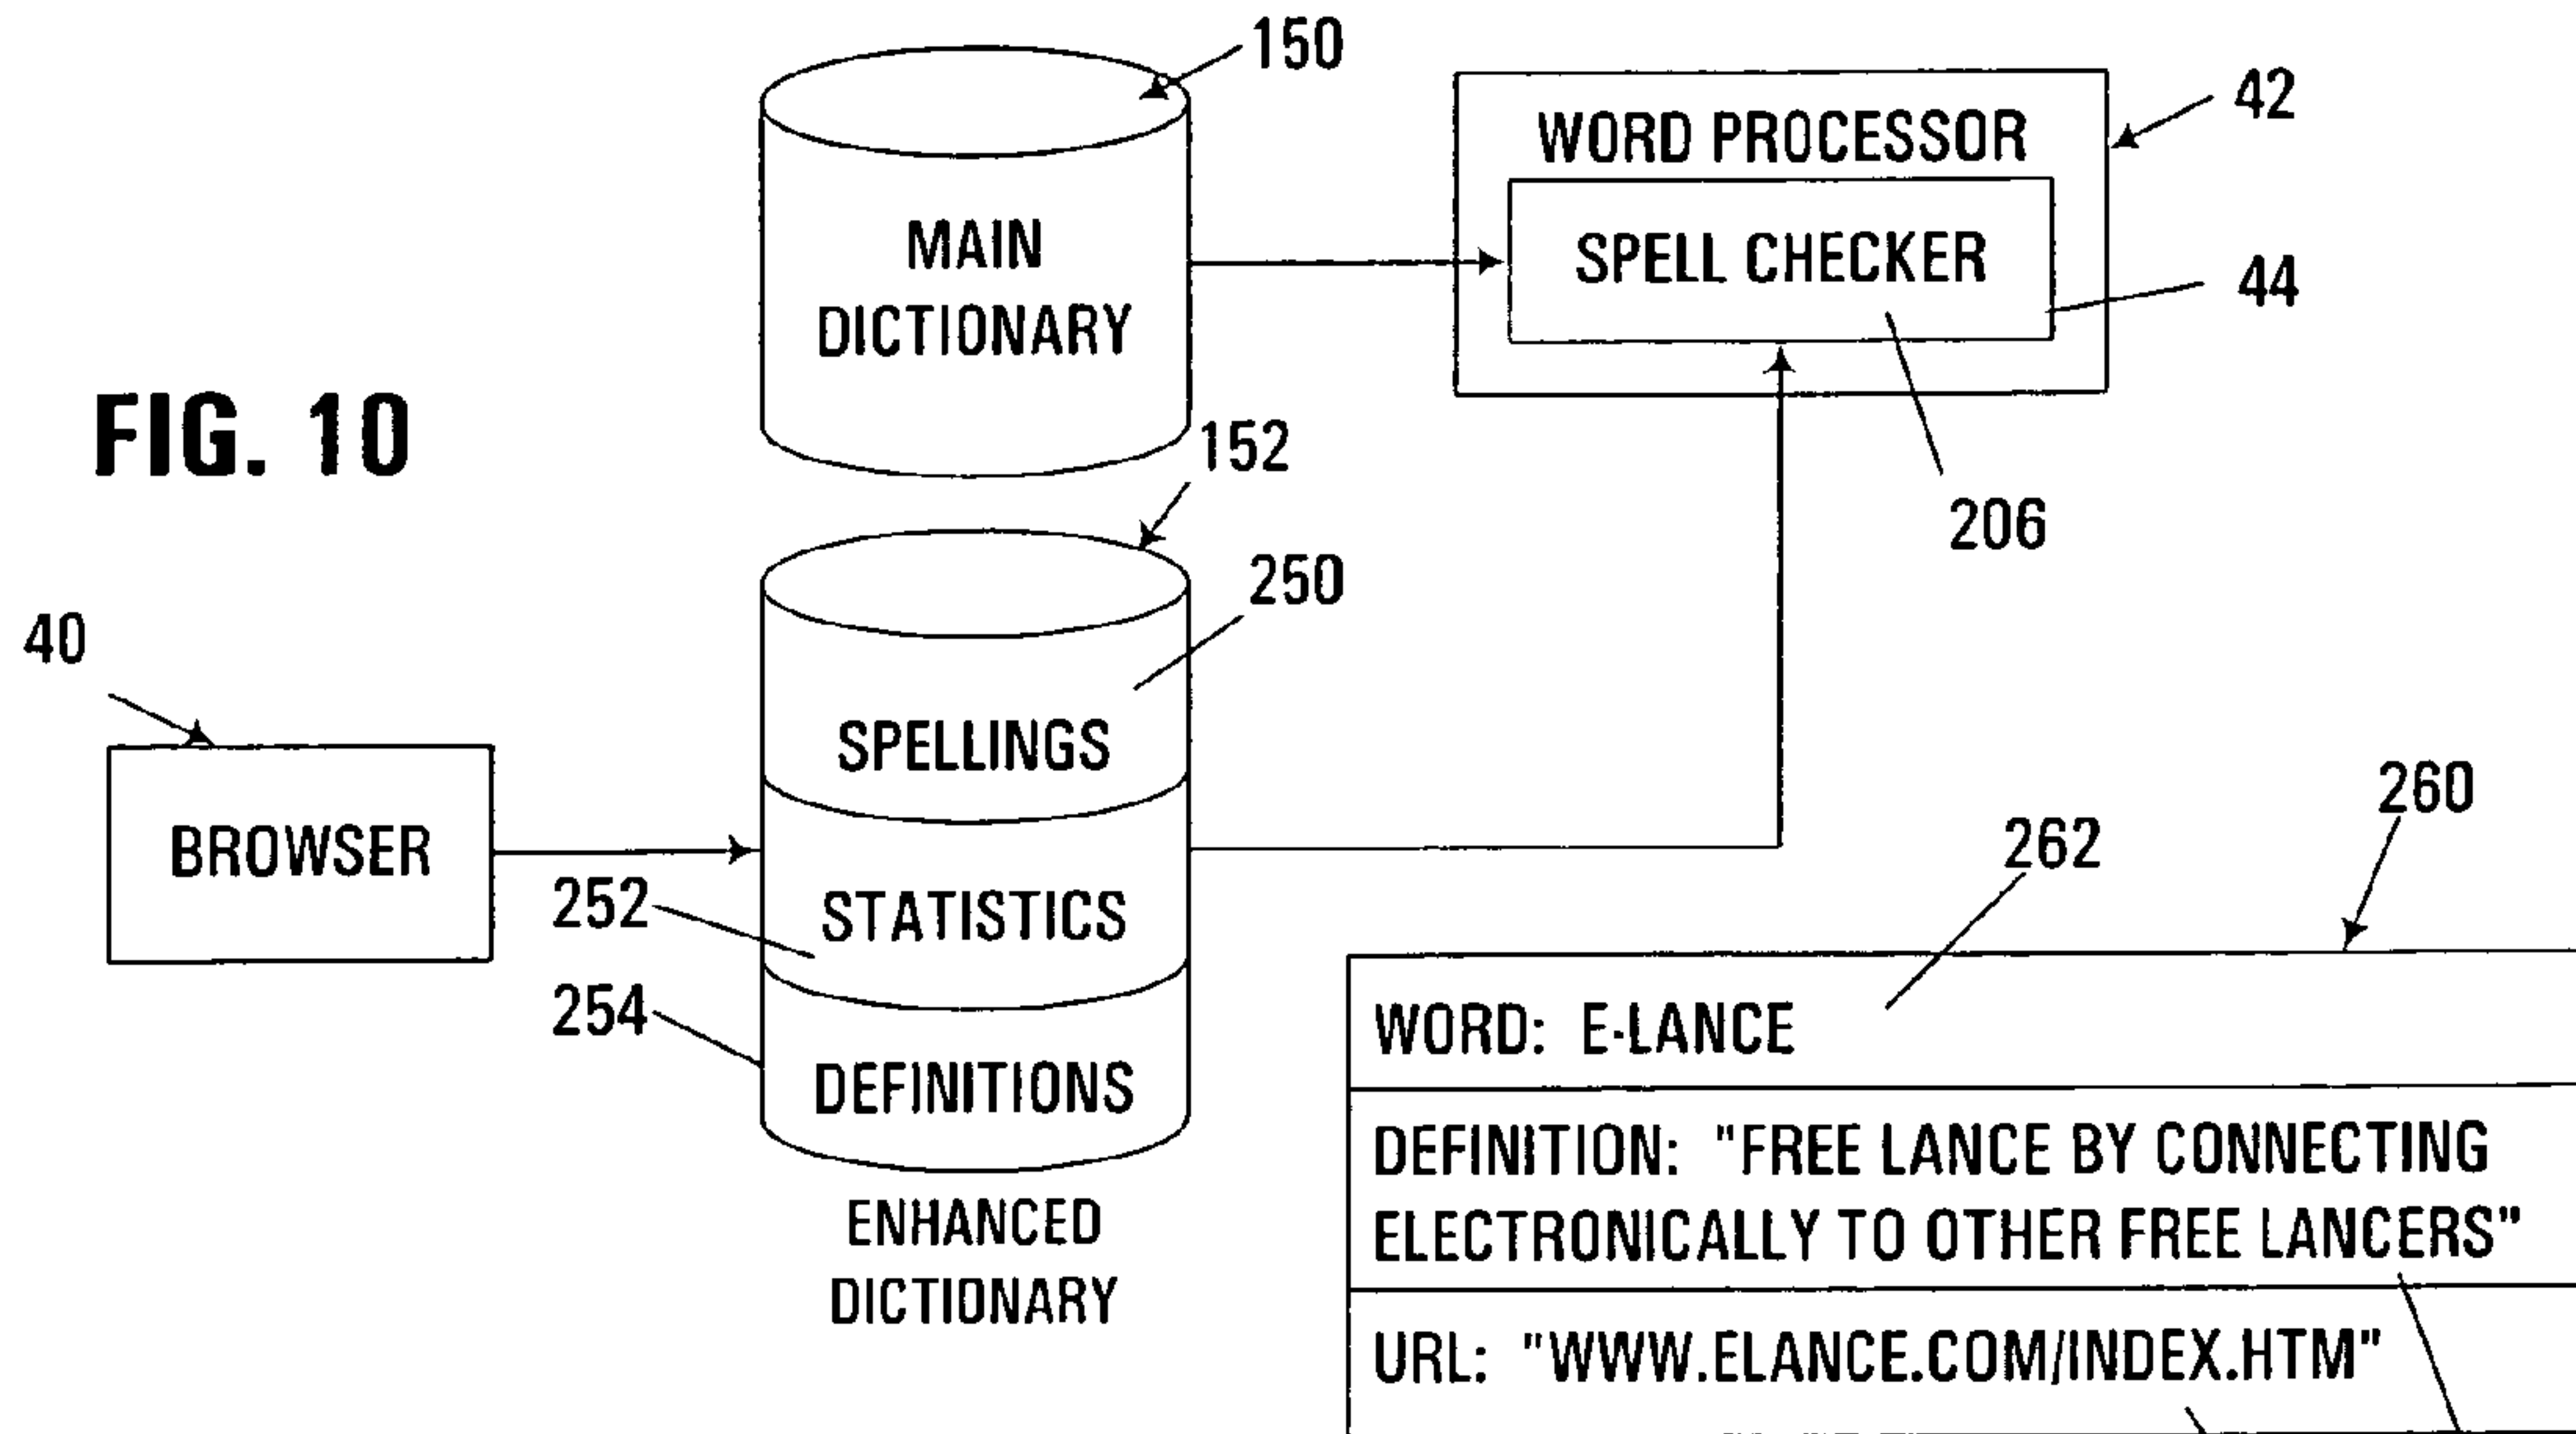 FIG. 10
150
MAIN
DICTIONARY
WORD PROCESSOR
SPELL CHECKER
42
44
206
152
250
40
BROWSER
SPELLINGS
252
STATISTICS
254
DEFINITIONS
ENHANCED
DICTIONARY
260
262
WORD: E-LANCE
DEFINITION: "FREE LANCE BY CONNECTING
ELECTRONICALLY TO OTHER FREE LANCERS"
URL: "WWW.ELANCE.COM/INDEX.HTM"